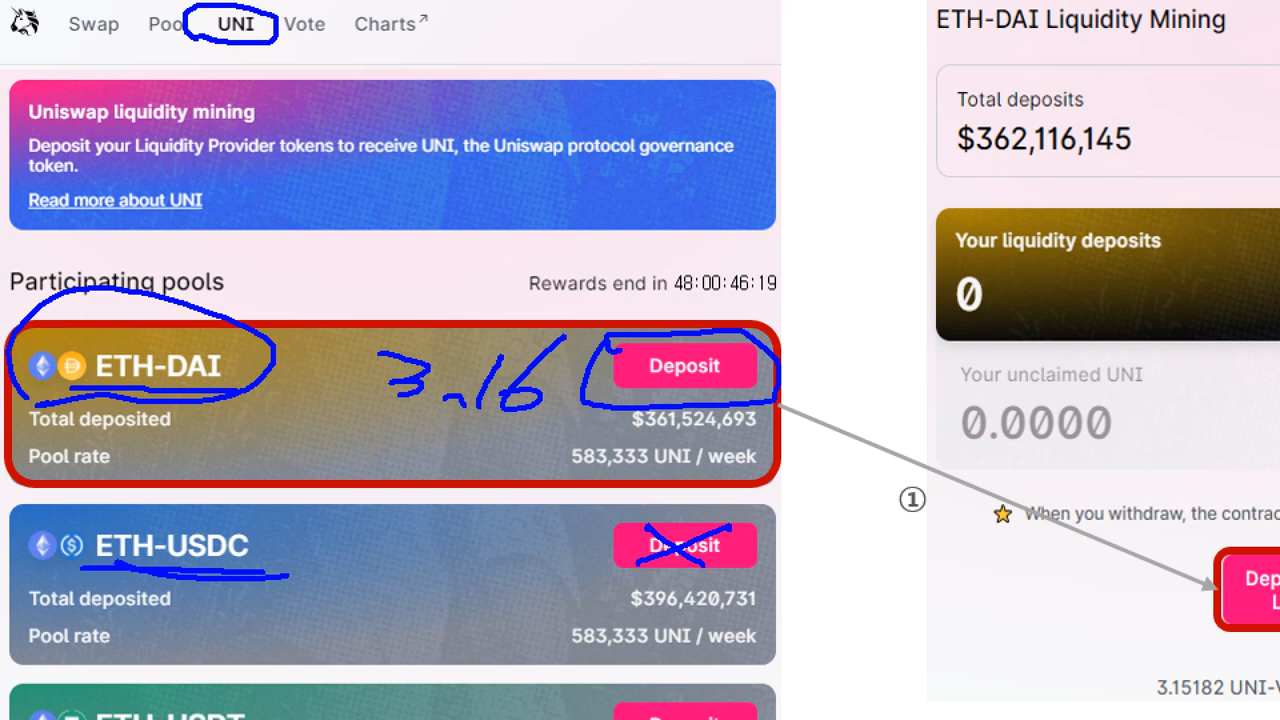 Swap Poo UNI Vote Charts↗
Uniswap liquidity mining
Deposit your Liquidity Provider tokens to receive UNI, the Uniswap protocol governance
token.
Read more about UNI
Participating pools Rewards end in 48:00:46:19
ETH-DAI 3.16 Deposit
Total deposited $361,524,693
Pool rate 583,333 UNI / week
ETH-USDC Deposit
Total deposited $396,420,731
Pool rate 583,333 UNI / week
ETH-USDT Deposit
ETH-DAI Liquidity Mining
Total deposits
$362,116,145
Your liquidity deposits
0
Your unclaimed UNI
0.0000
①
When you withdraw, the contrac
Dep
L
3.15182 UNI-V